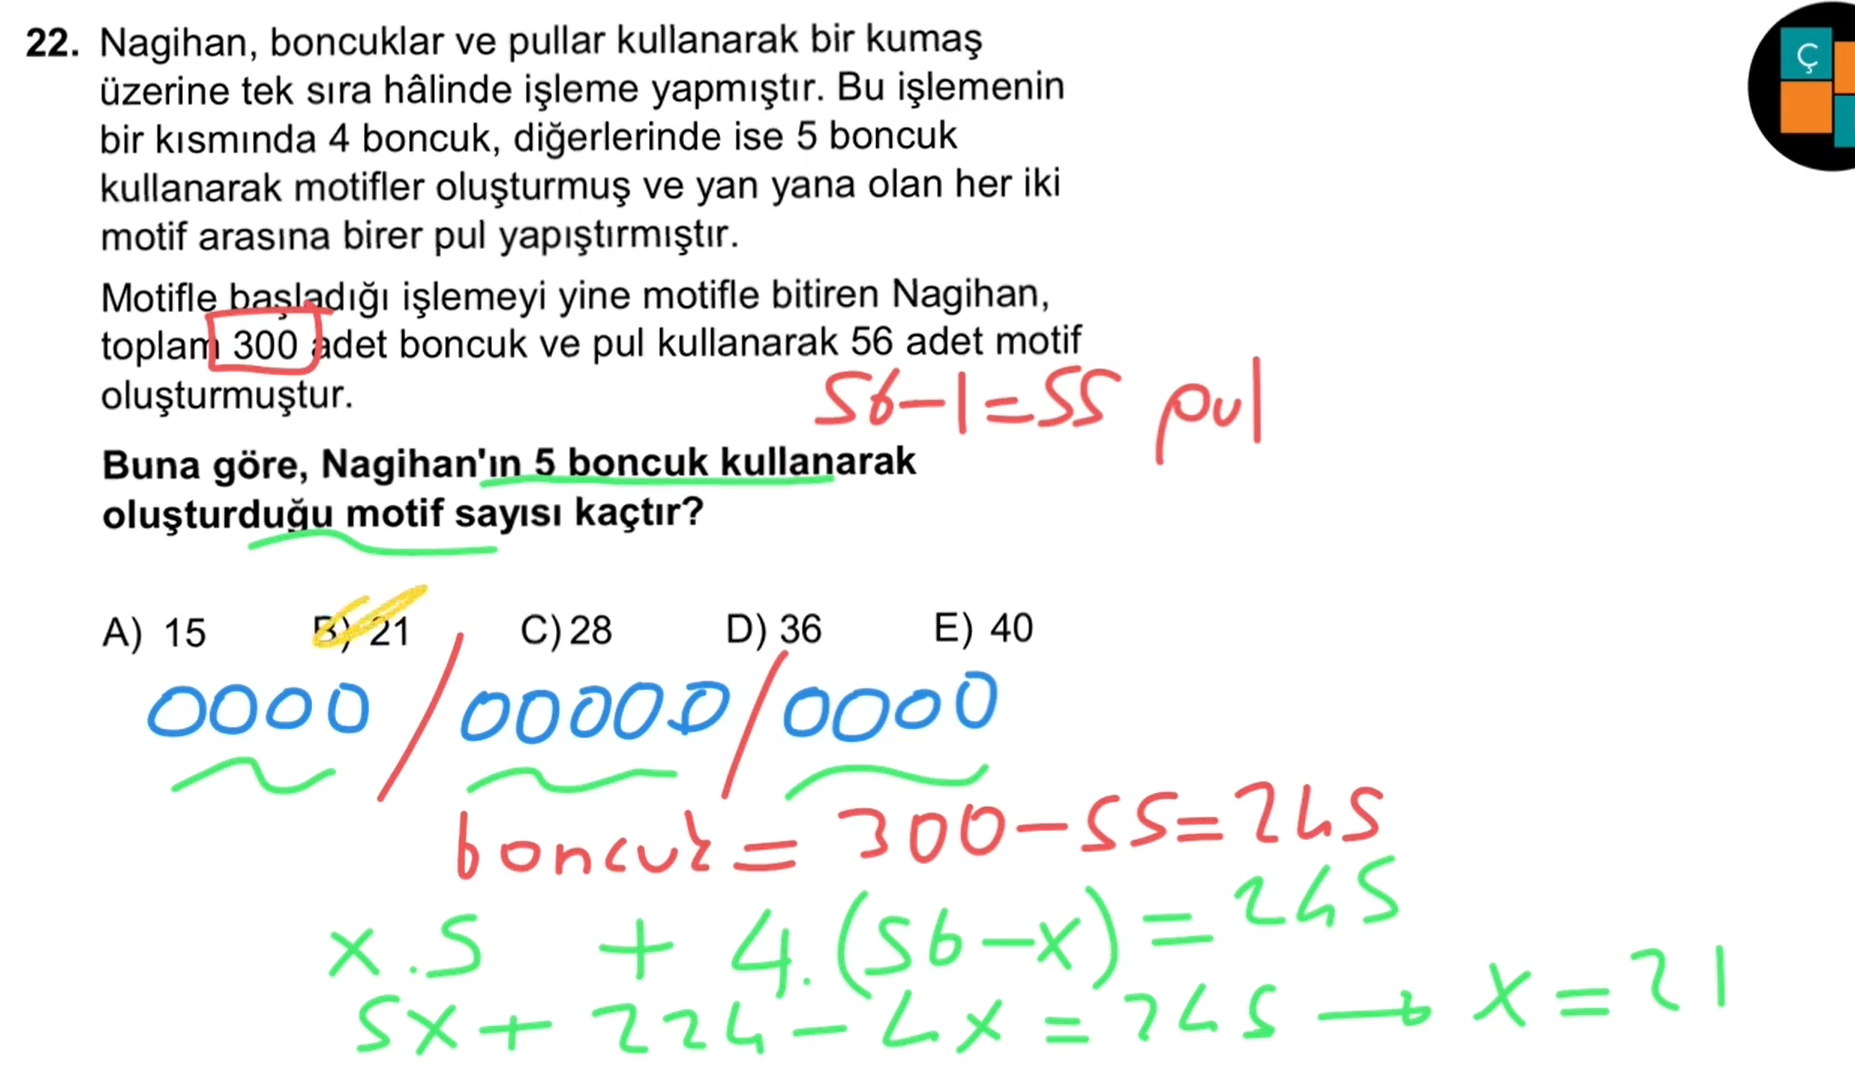 22. Nagihan, boncuklar ve pullar kullanarak bir kumaş
üzerine tek sıra hâlinde işleme yapmıştır. Bu işlemenin
bir kısmında 4 boncuk, diğerlerinde ise 5 boncuk
kullanarak motifler oluşturmuş ve yan yana olan her iki
motif arasına birer pul yapıştırmıştır.
Motifle başladığı işlemeyi yine motifle bitiren Nagihan,
toplam 300 adet boncuk ve pul kullanarak 56 adet motif
oluşturmuştur.
56-1=55 pul
Buna göre, Nagihan'ın 5 boncuk kullanarak
oluşturduğu motif sayısı kaçtır?
A) 15 B) 21 C) 28 D) 36 E) 40
0000/00000/0000
boncuk = 300-55=245
x.5 + 4.(56-x)=245
5x+224-4x=245 → x=21
Ç